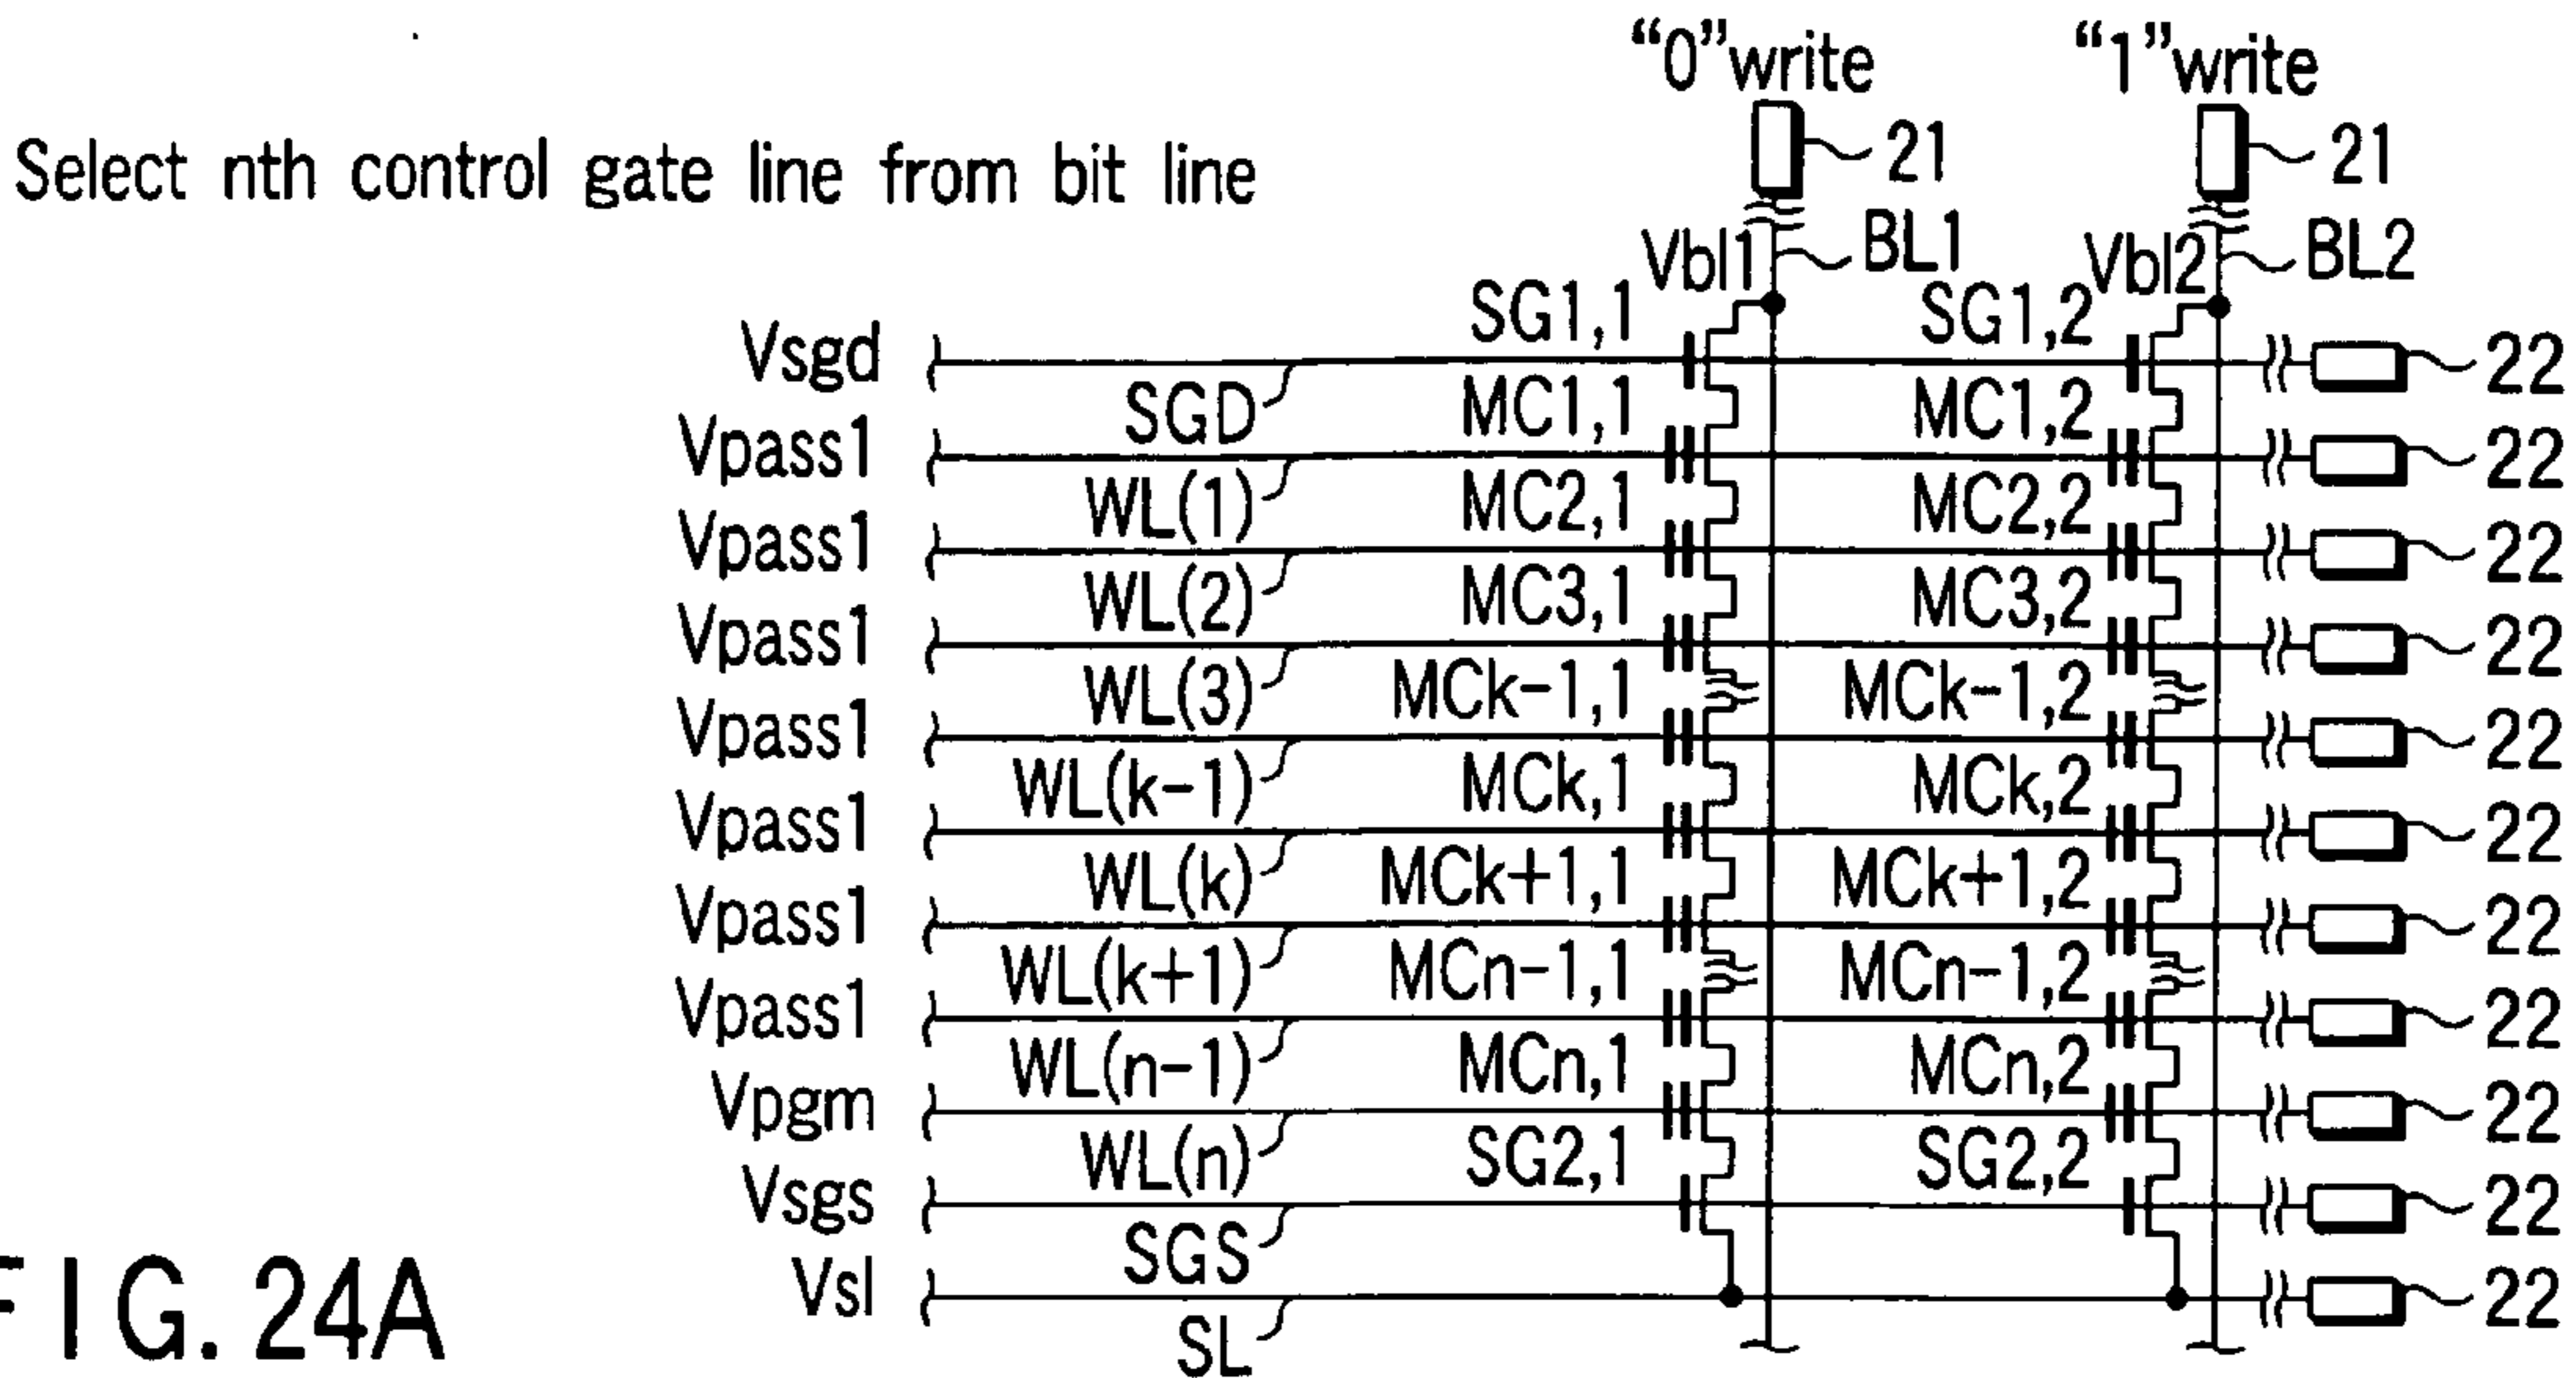 “0”write “1”write
21 21
Select nth control gate line from bit line
Vbl1 BL1 Vbl2 BL2
SG1,1 SG1,2
Vsgd 22
SGD MC1,1 MC1,2
Vpass1 22
WL(1) MC2,1 MC2,2
Vpass1 22
WL(2) MC3,1 MC3,2
Vpass1 22
WL(3) MCk-1,1 MCk-1,2
Vpass1 22
WL(k-1) MCk,1 MCk,2
Vpass1 22
WL(k) MCk+1,1 MCk+1,2
Vpass1 22
WL(k+1) MCn-1,1 MCn-1,2
Vpass1 22
WL(n-1) MCn,1 MCn,2
Vpgm 22
WL(n) SG2,1 SG2,2
Vsgs 22
SGS
Vsl 22
SL
FIG. 24A